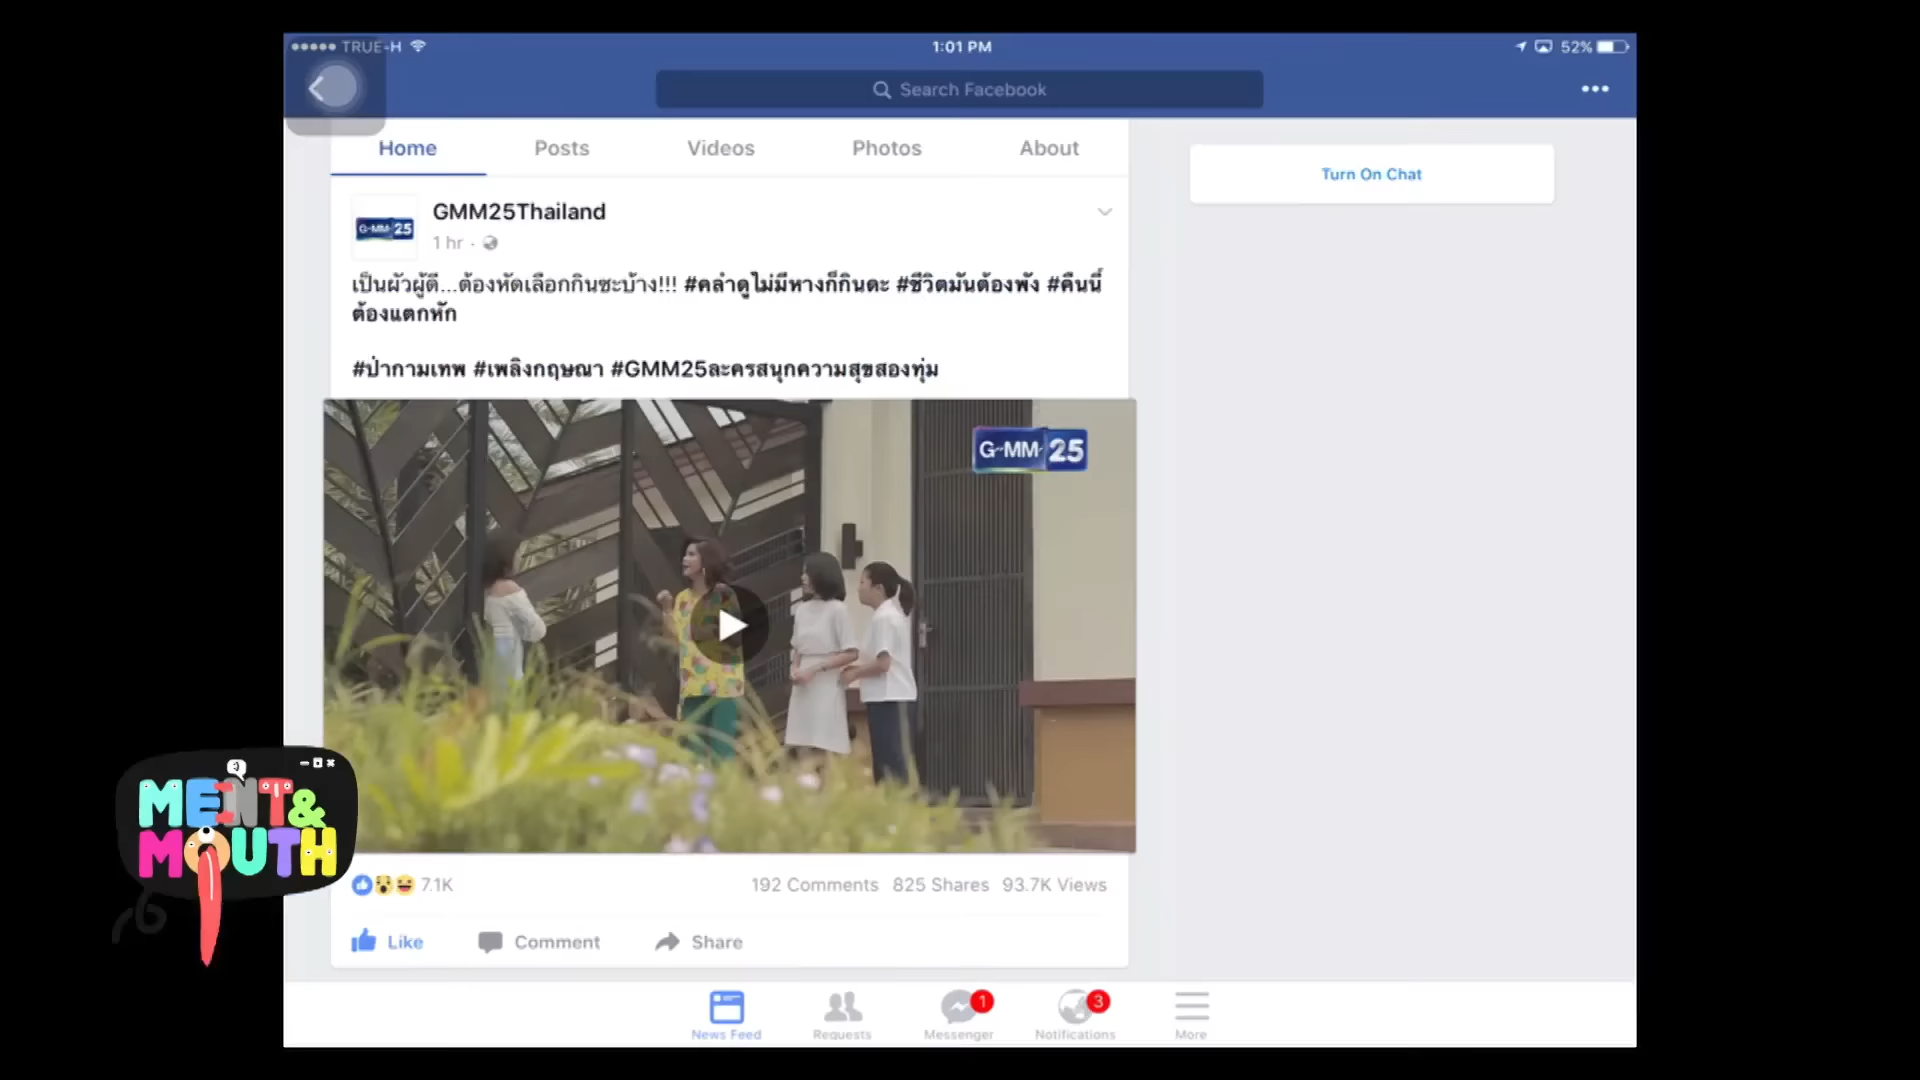 TRUE-H
1:01 PM
52%
Search Facebook
Home Posts Videos Photos About
Turn On Chat
GMM25Thailand
G-MM 25
1 hr ·
เป็นผัวผู้ดี...ต้องหัดเลือกกินซะบ้าง!!! #คลำดูไม่มีหางก็กินดะ #ชีวิตมันต้องพัง #คืนนี้
ต้องแตกหัก
#ป่ากามเทพ #เพลิงกฤษณา #GMM25ละครสนุกความสุขสองทุ่ม
G-MM 25
MENT&
MOUTH
7.1K
192 Comments 825 Shares 93.7K Views
Like Comment Share
1
3
News Feed Requests Messenger Notifications More